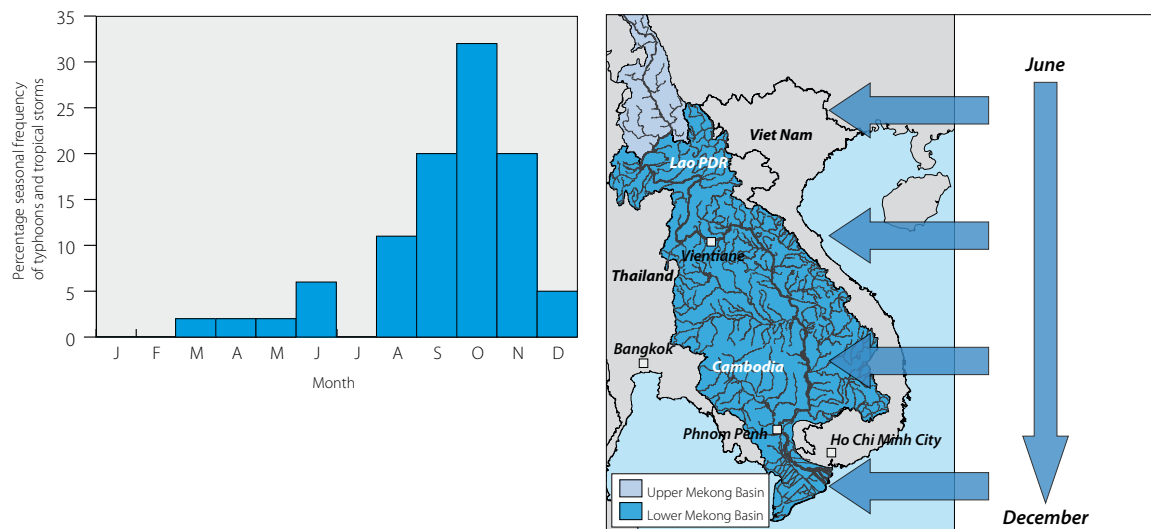 Percentage seasonal frequency
of typhoons and tropical storms
35
30
25
20
15
10
5
0
J F M A M J J A S O N D
Month
June
Viet Nam
Lao PDR
Vientiane
Thailand
Bangkok
Cambodia
Phnom Penh
Ho Chi Minh City
Upper Mekong Basin
Lower Mekong Basin
December